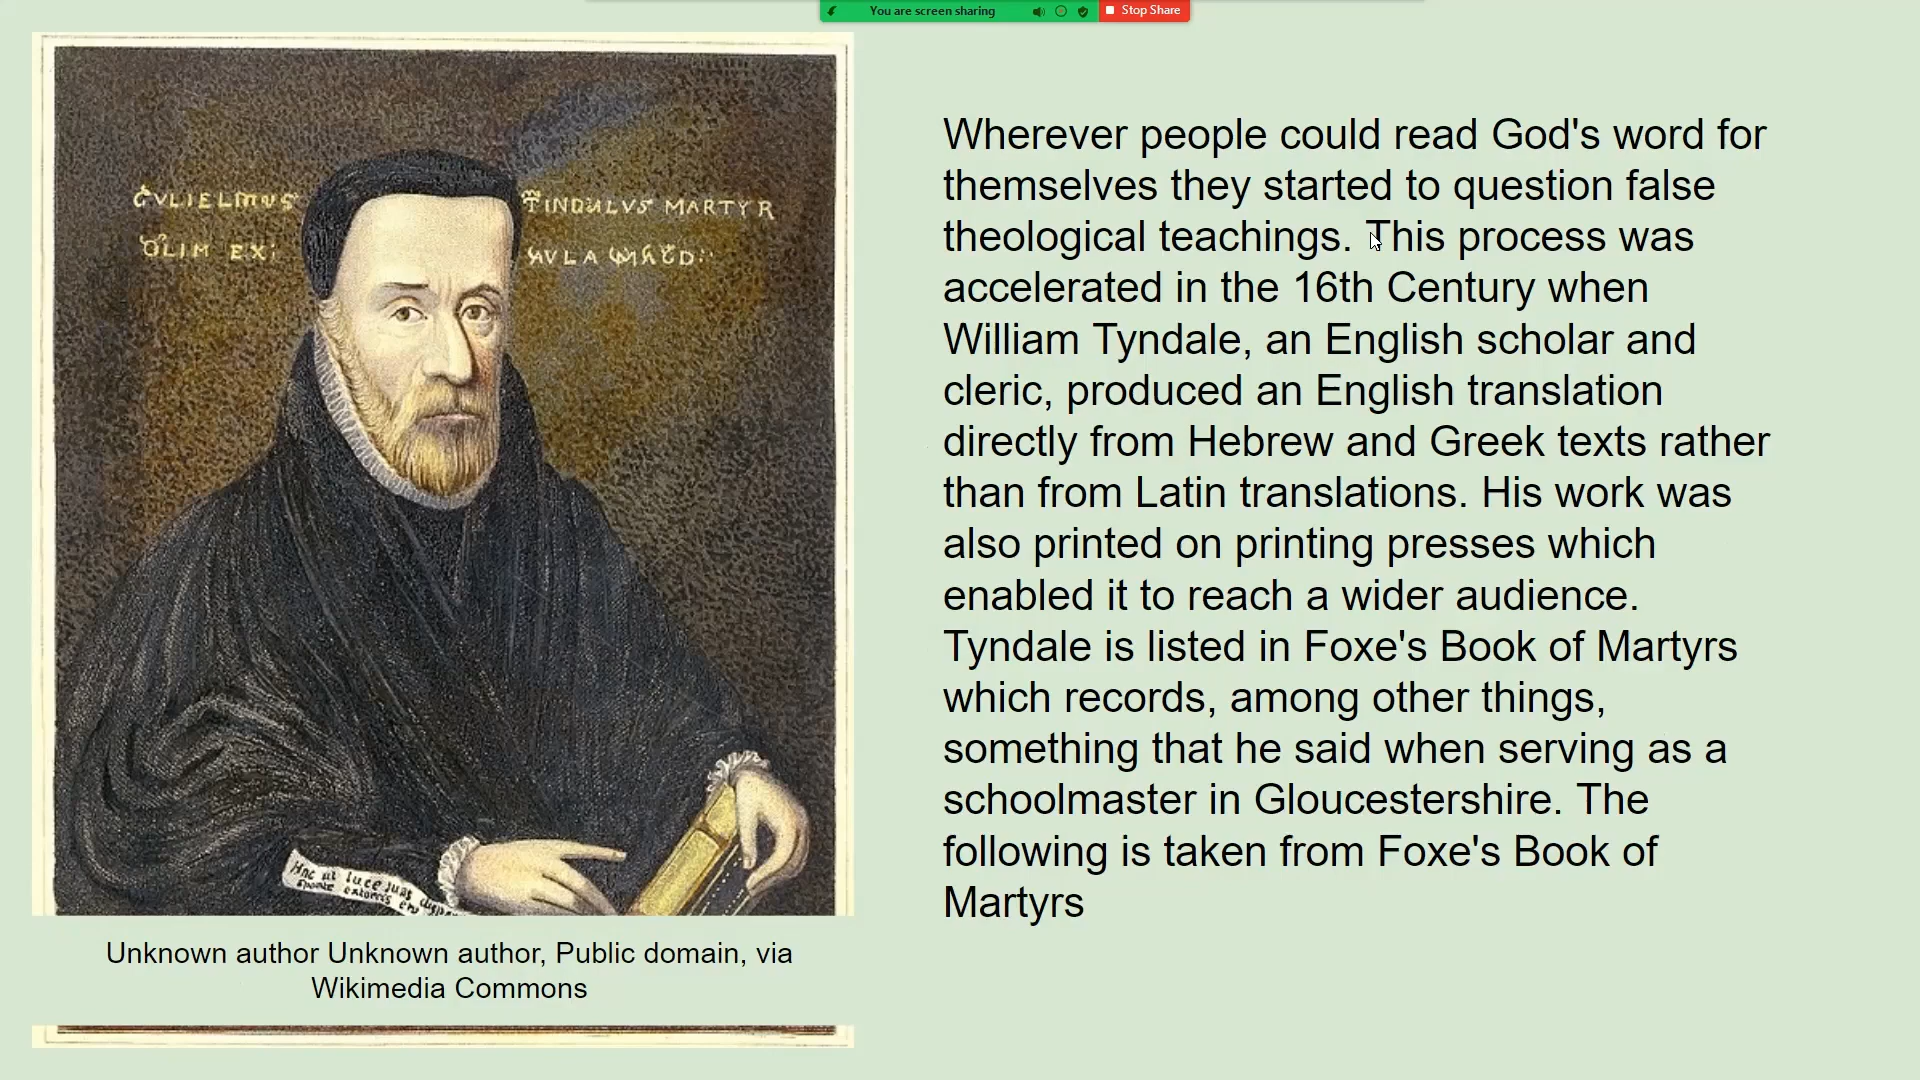 You are screen sharing
Stop Share
MARTYR
Wherever people could read God's word for
themselves they started to question false
theological teachings. This process was
accelerated in the 16th Century when
William Tyndale, an English scholar and
cleric, produced an English translation
directly from Hebrew and Greek texts rather
than from Latin translations. His work was
also printed on printing presses which
enabled it to reach a wider audience.
Tyndale is listed in Foxe's Book of Martyrs
which records, among other things,
something that he said when serving as a
schoolmaster in Gloucestershire. The
following is taken from Foxe's Book of
Martyrs
Unknown author Unknown author, Public domain, via
Wikimedia Commons